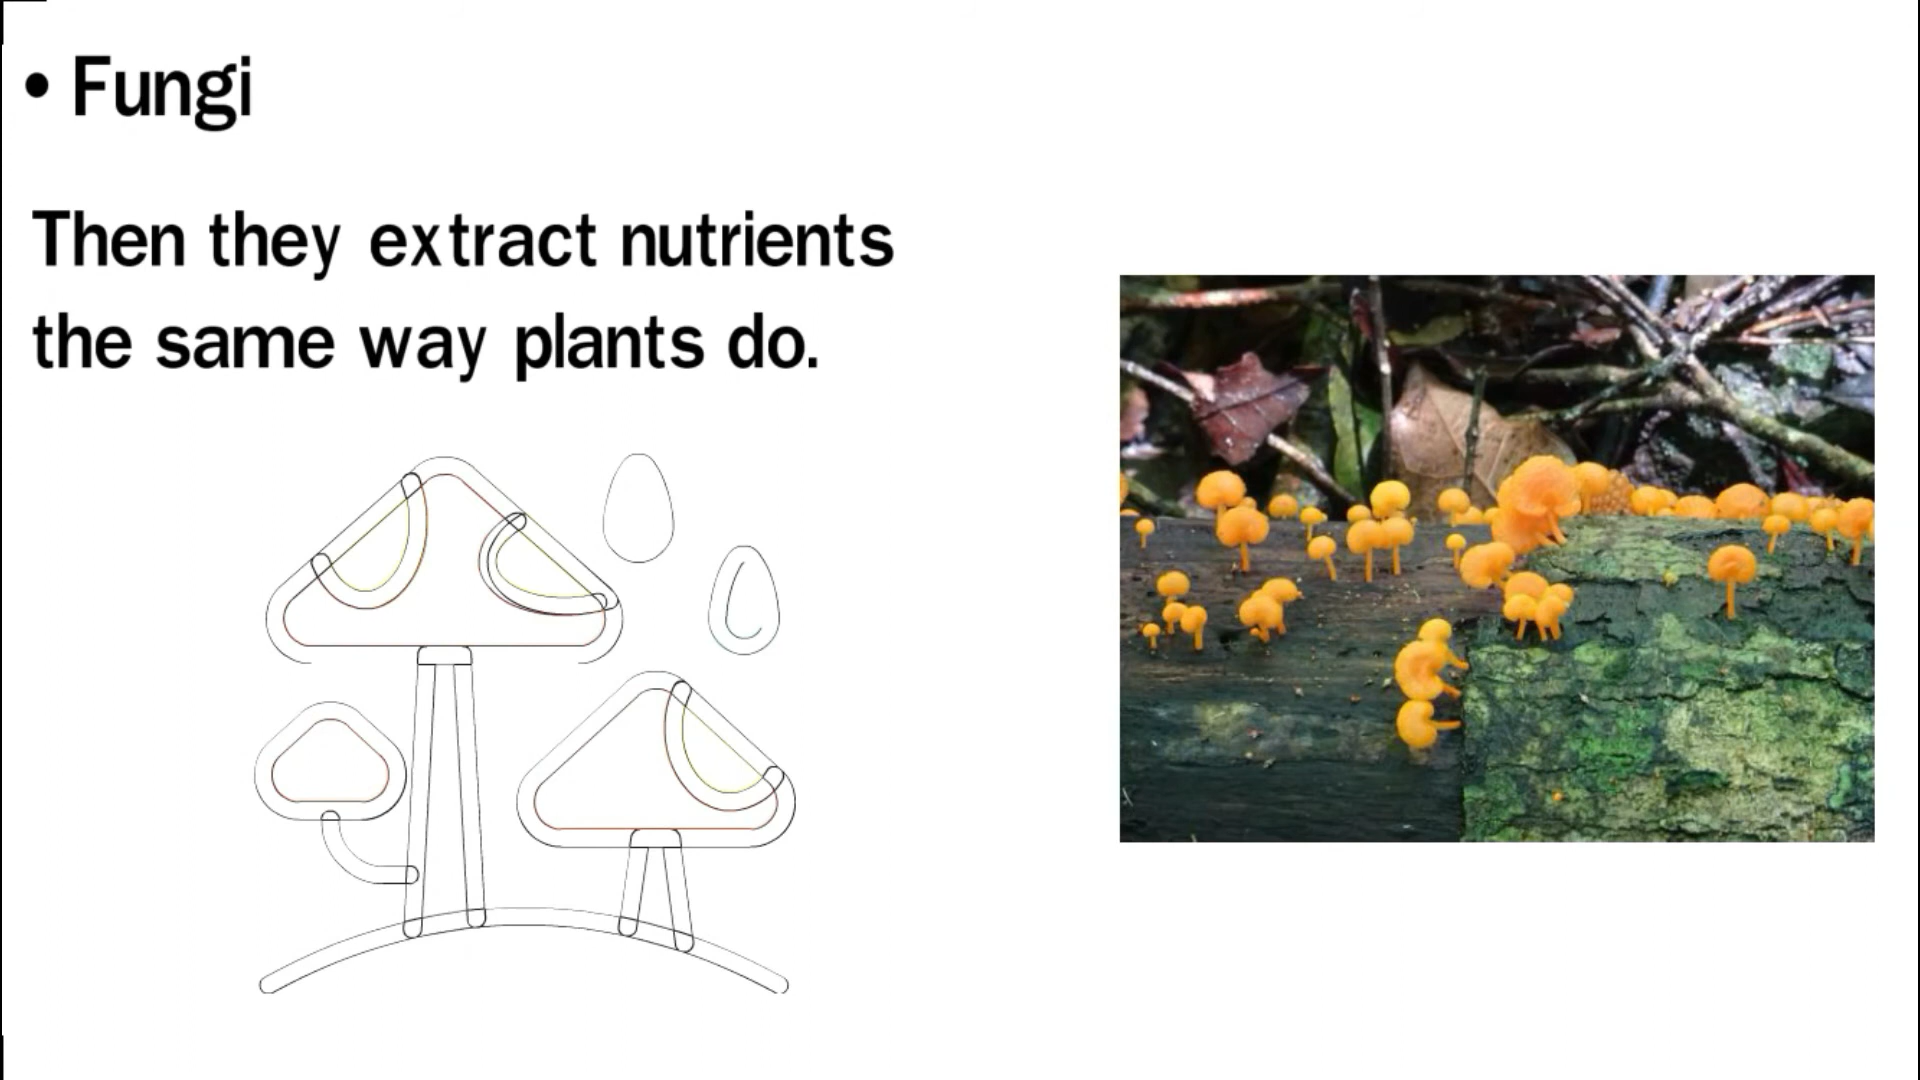 • Fungi
Then they extract nutrients
the same way plants do.